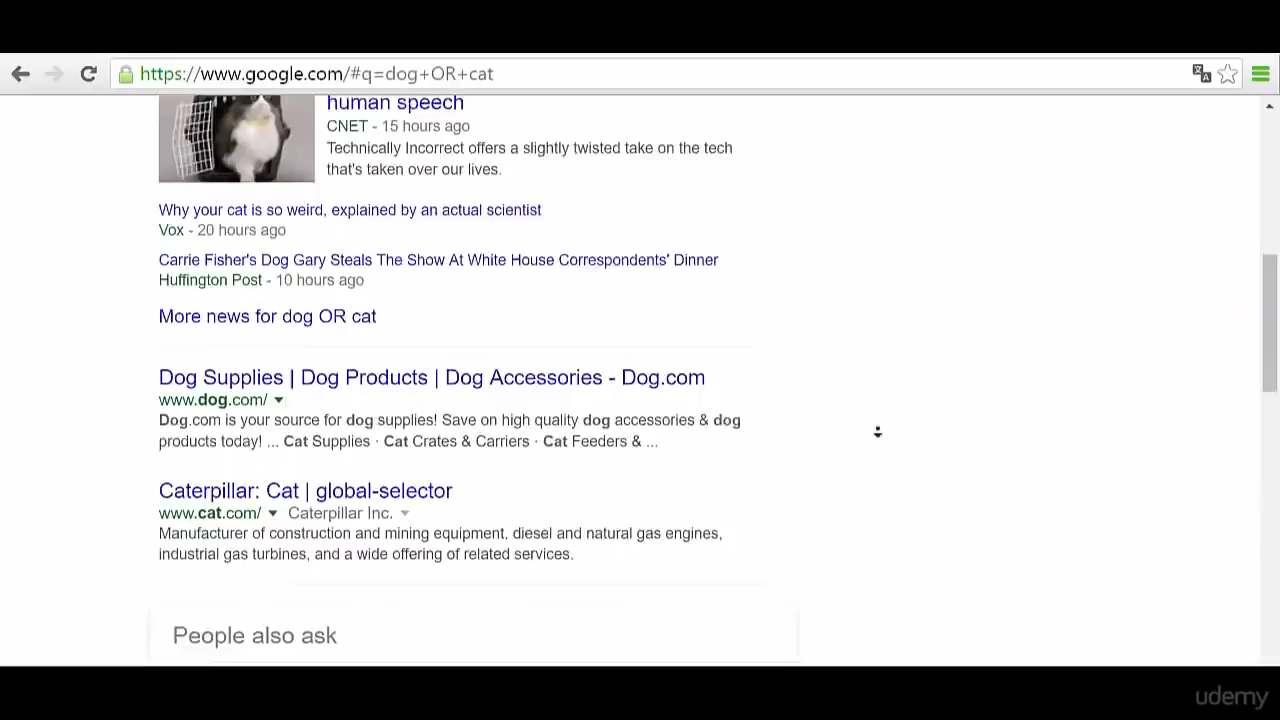 https://www.google.com/#q=dog+OR+cat
human speech
CNET - 15 hours ago
Technically Incorrect offers a slightly twisted take on the tech
that's taken over our lives.
Why your cat is so weird, explained by an actual scientist
Vox - 20 hours ago
Carrie Fisher's Dog Gary Steals The Show At White House Correspondents' Dinner
Huffington Post - 10 hours ago
More news for dog OR cat
Dog Supplies | Dog Products | Dog Accessories - Dog.com
www.dog.com/
Dog.com is your source for dog supplies! Save on high quality dog accessories & dog
products today! ... Cat Supplies · Cat Crates & Carriers · Cat Feeders & ...
Caterpillar: Cat | global-selector
www.cat.com/ Caterpillar Inc.
Manufacturer of construction and mining equipment, diesel and natural gas engines,
industrial gas turbines, and a wide offering of related services.
People also ask
udemy